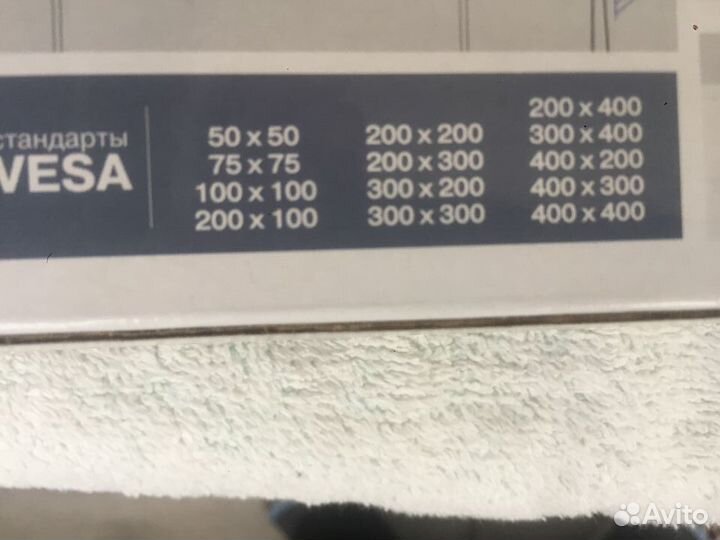 стандарты
VESA
50 x 50
75 x 75
100 x 100
200 x 100
200 x 200
200 x 300
300 x 200
300 x 300
200 x 400
300 x 400
400 x 200
400 x 300
400 x 400
Avito